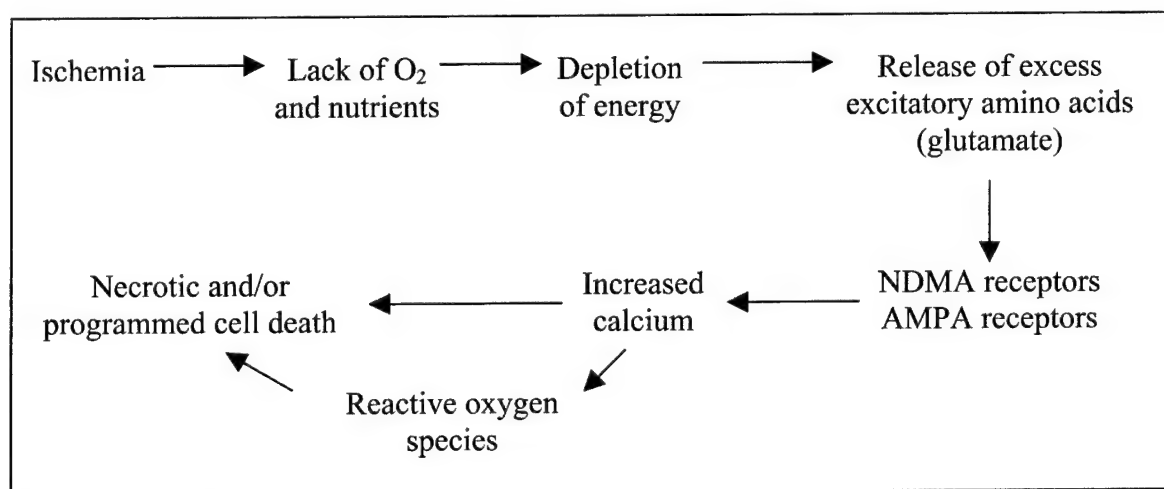 Ischemia
Lack of O₂
and nutrients
Depletion
of energy
Release of excess
excitatory amino acids
(glutamate)
NDMA receptors
AMPA receptors
Increased
calcium
Necrotic and/or
programmed cell death
Reactive oxygen
species